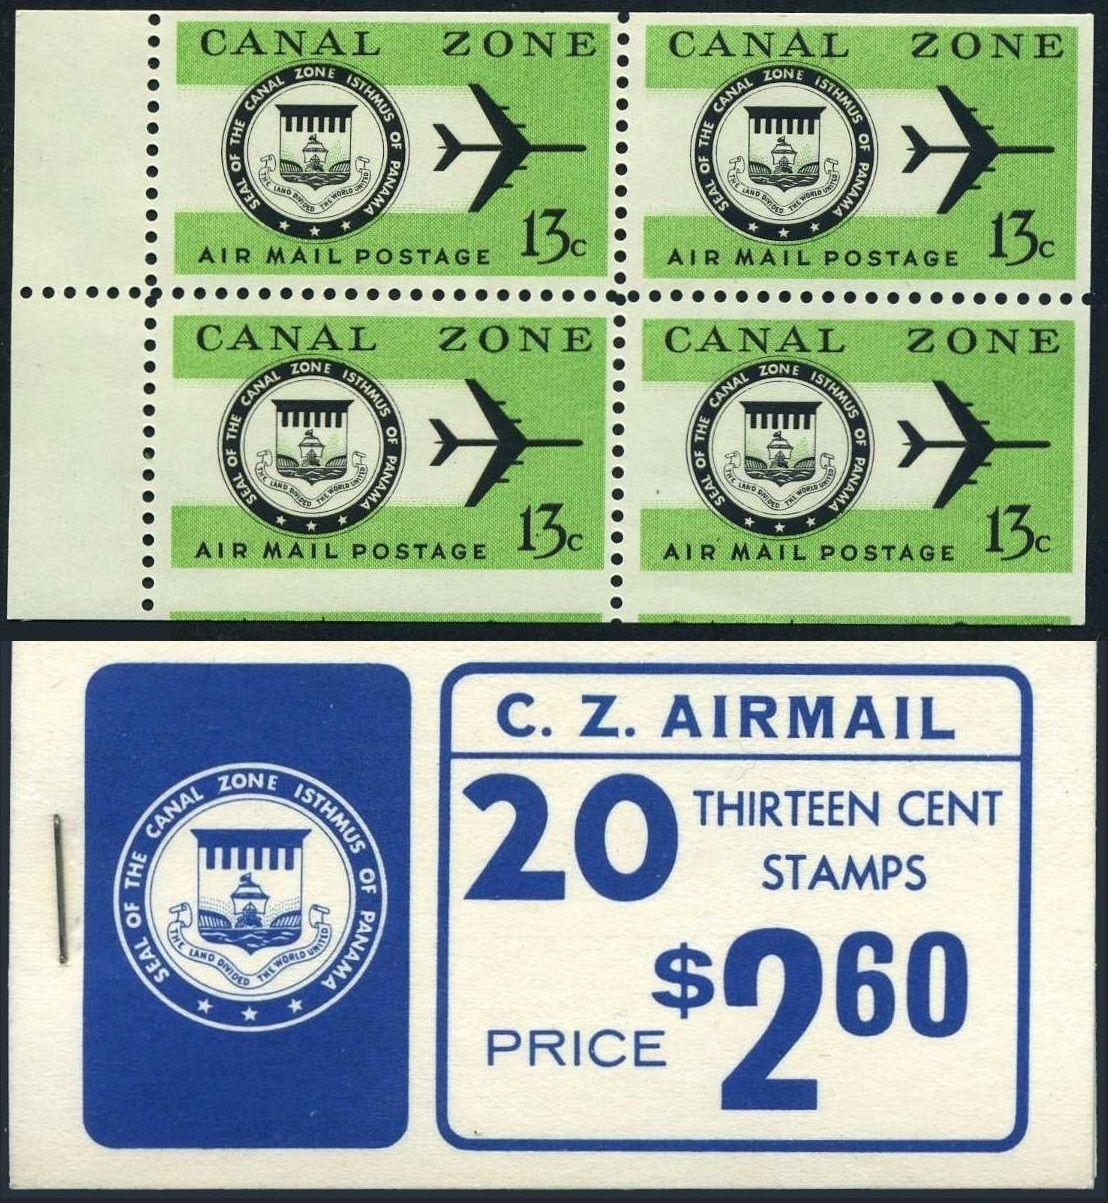 CANAL ZONE
SEAL OF THE CANAL ZONE ISTHMUS OF PANAMA
THE LAND DIVIDED THE WORLD UNITED
13c
AIR MAIL POSTAGE
CANAL ZONE
SEAL OF THE CANAL ZONE ISTHMUS OF PANAMA
THE LAND DIVIDED THE WORLD UNITED
13c
AIR MAIL POSTAGE
CANAL ZONE
SEAL OF THE CANAL ZONE ISTHMUS OF PANAMA
THE LAND DIVIDED THE WORLD UNITED
13c
AIR MAIL POSTAGE
CANAL ZONE
SEAL OF THE CANAL ZONE ISTHMUS OF PANAMA
THE LAND DIVIDED THE WORLD UNITED
13c
AIR MAIL POSTAGE
SEAL OF THE CANAL ZONE ISTHMUS OF PANAMA
THE LAND DIVIDED THE WORLD UNITED
C. Z. AIRMAIL
20 THIRTEEN CENT
STAMPS
PRICE $2.60